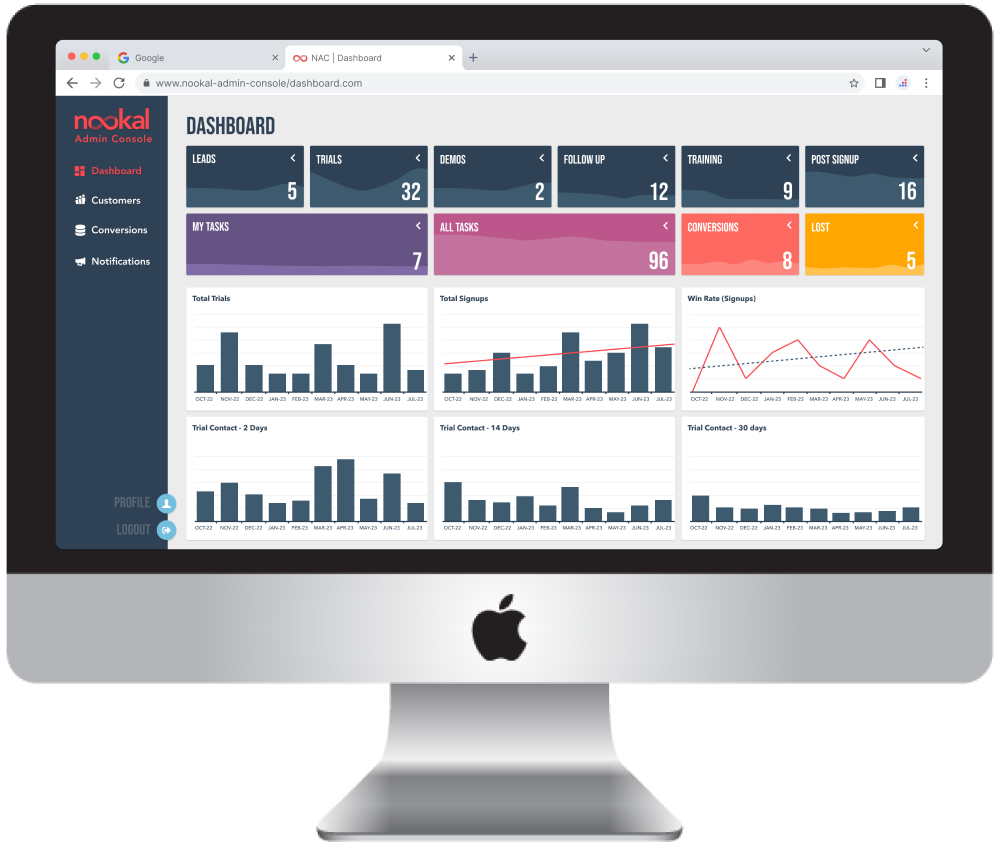 Google
NAC | Dashboard
www.nookal-admin-console/dashboard.com
nookal
Admin Console
Dashboard
Customers
Conversions
Notifications
PROFILE
LOGOUT
DASHBOARD
LEADS
5
TRIALS
32
DEMOS
2
FOLLOW UP
12
TRAINING
9
POST SIGNUP
16
MY TASKS
7
ALL TASKS
96
CONVERSIONS
8
LOST
5
Total Trials
OCT-22 NOV-22 DEC-22 JAN-23 FEB-23 MAR-23 APR-23 MAY-23 JUN-23 JUL-23
Total Signups
OCT-22 NOV-22 DEC-22 JAN-23 FEB-23 MAR-23 APR-23 MAY-23 JUN-23 JUL-23
Win Rate (Signups)
OCT-22 NOV-22 DEC-22 JAN-23 FEB-23 MAR-23 APR-23 MAY-23 JUN-23 JUL-23
Trial Contact - 2 Days
OCT-22 NOV-22 DEC-22 JAN-23 FEB-23 MAR-23 APR-23 MAY-23 JUN-23 JUL-23
Trial Contact - 14 Days
OCT-22 NOV-22 DEC-22 JAN-23 FEB-23 MAR-23 APR-23 MAY-23 JUN-23 JUL-23
Trial Contact - 30 days
OCT-22 NOV-22 DEC-22 JAN-23 FEB-23 MAR-23 APR-23 MAY-23 JUN-23 JUL-23